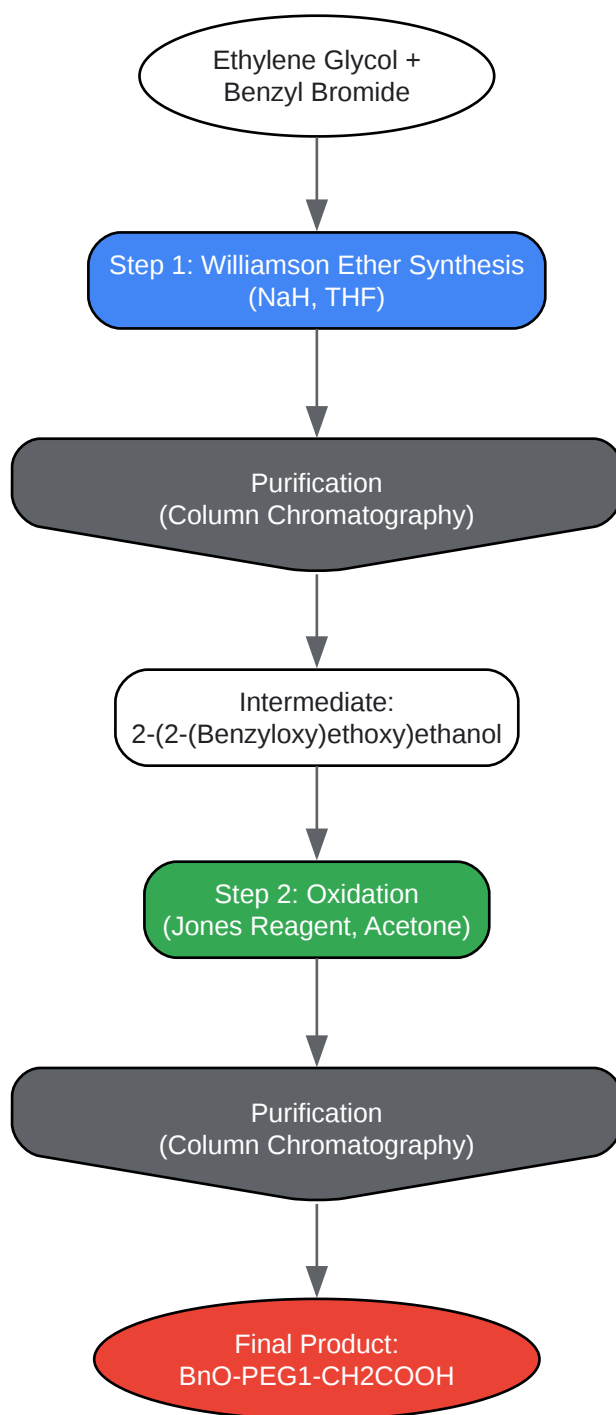 Ethylene Glycol +
Benzyl Bromide
Step 1: Williamson Ether Synthesis
(NaH, THF)
Purification
(Column Chromatography)
Intermediate:
2-(2-(Benzyloxy)ethoxy)ethanol
Step 2: Oxidation
(Jones Reagent, Acetone)
Purification
(Column Chromatography)
Final Product:
BnO-PEG1-CH2COOH